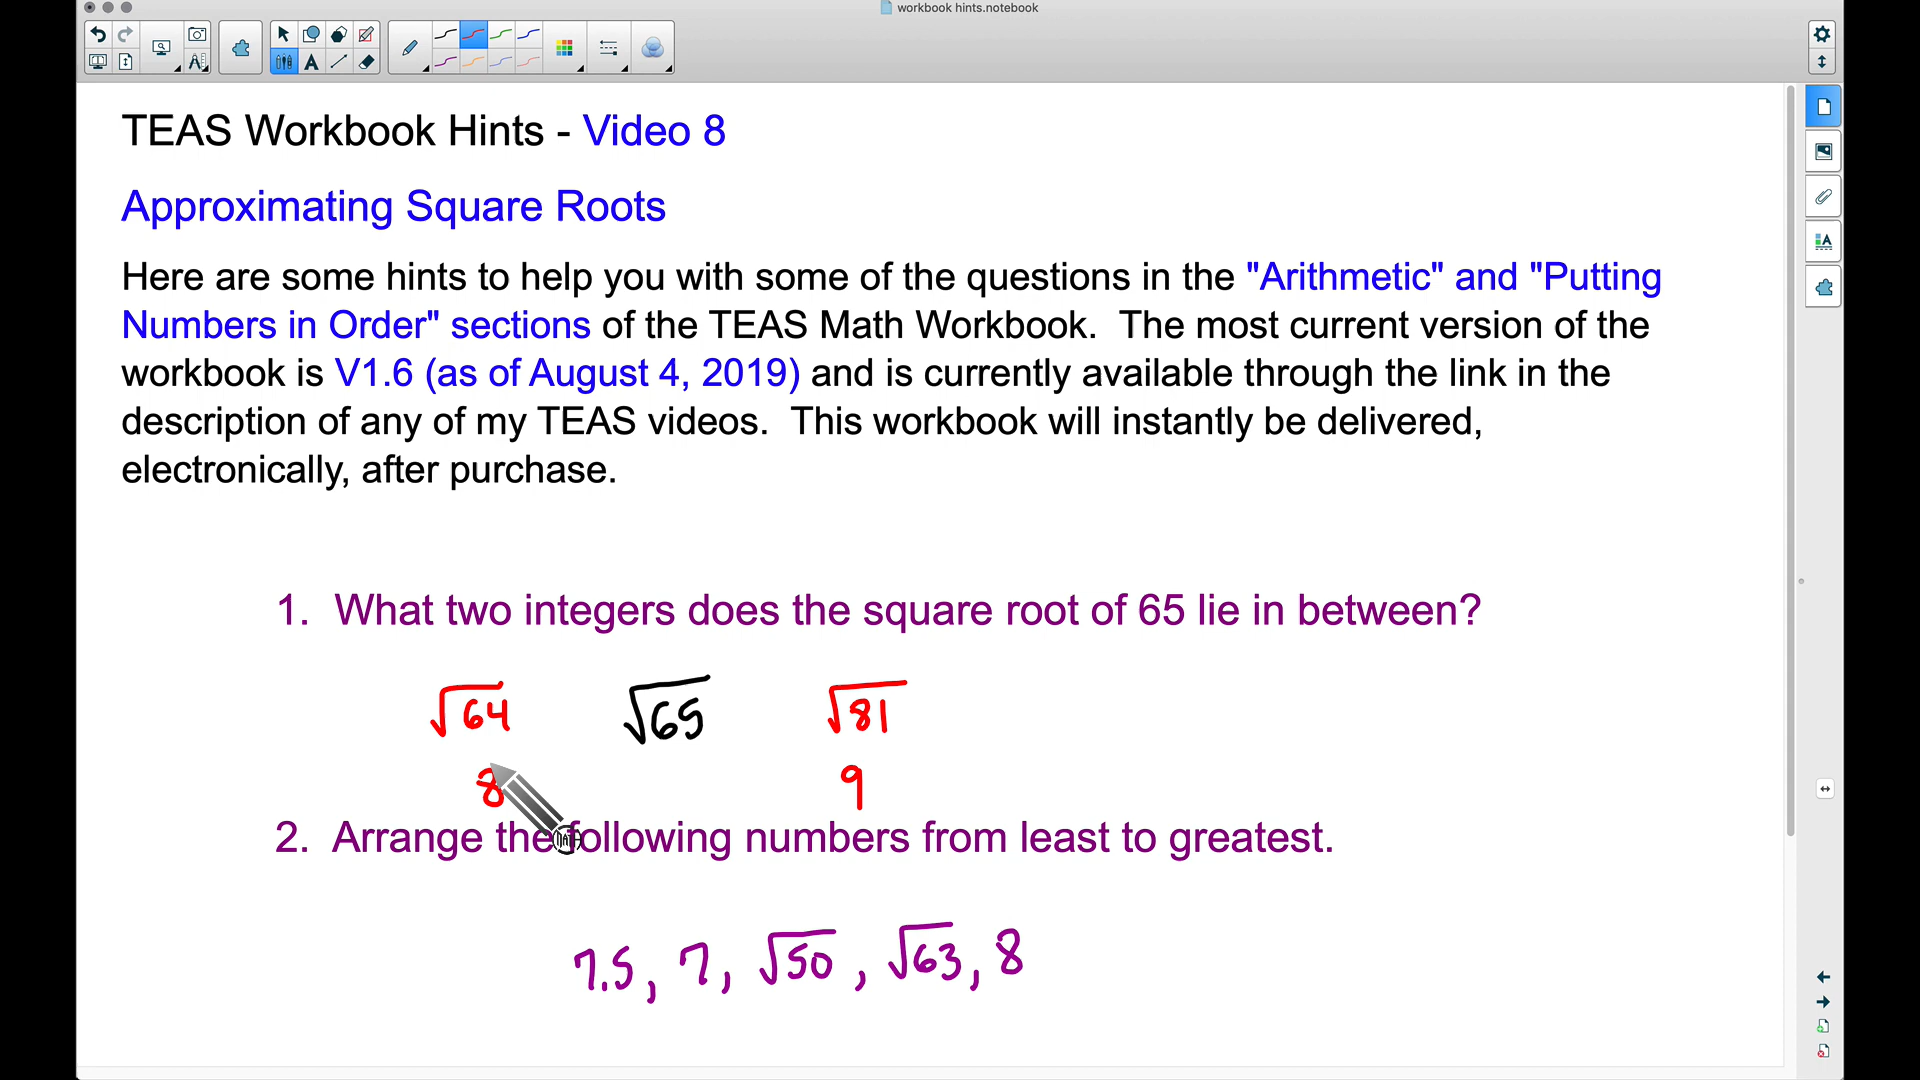 workbook hints.notebook
TEAS Workbook Hints - Video 8
Approximating Square Roots
Here are some hints to help you with some of the questions in the "Arithmetic" and "Putting
Numbers in Order" sections of the TEAS Math Workbook. The most current version of the
workbook is V1.6 (as of August 4, 2019) and is currently available through the link in the
description of any of my TEAS videos. This workbook will instantly be delivered,
electronically, after purchase.
1. What two integers does the square root of 65 lie in between?
√64 √65 √81
8 9
2. Arrange the following numbers from least to greatest.
7.5, 7, √50, √63, 8